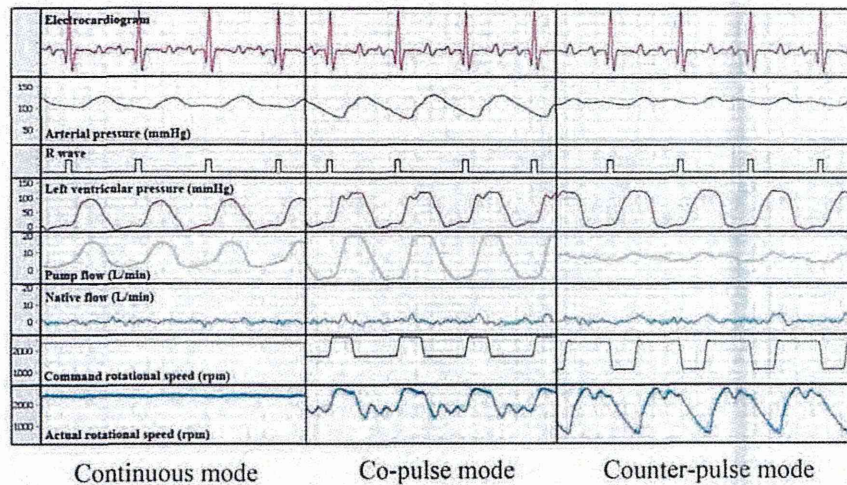 Electrocardiogram
150
100
50
Arterial pressure (mmHg)
R wave
150
100
50
0
Left ventricular pressure (mmHg)
20
10
0
Pump flow (L/min)
20
10
0
Native flow (L/min)
2000
1000
Command rotational speed (rpm)
2000
1000
Actual rotational speed (rpm)
Continuous mode Co-pulse mode Counter-pulse mode